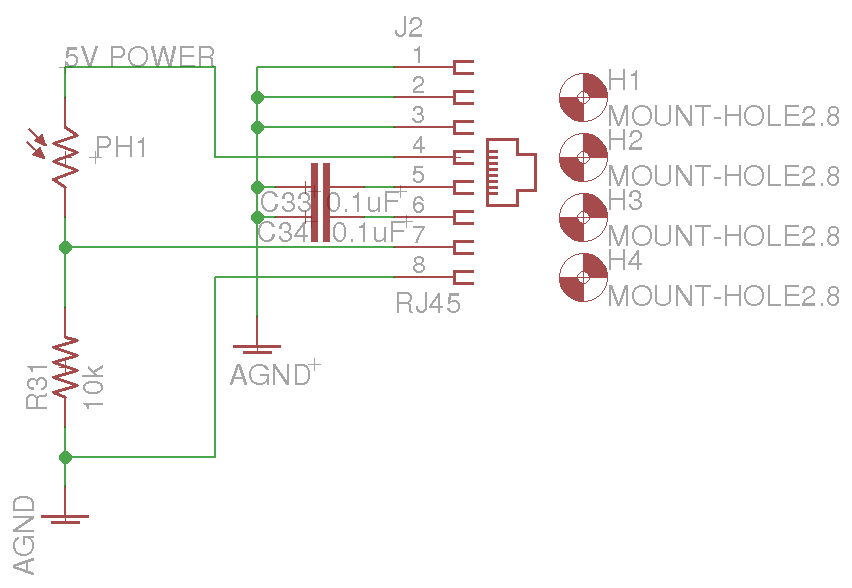 J2
5V POWER
1
2
3
4
5
6
7
8
PH1
C33 0.1uF
C34 0.1uF
RJ45
AGND
R31
10k
AGND
H1
MOUNT-HOLE2.8
H2
MOUNT-HOLE2.8
H3
MOUNT-HOLE2.8
H4
MOUNT-HOLE2.8